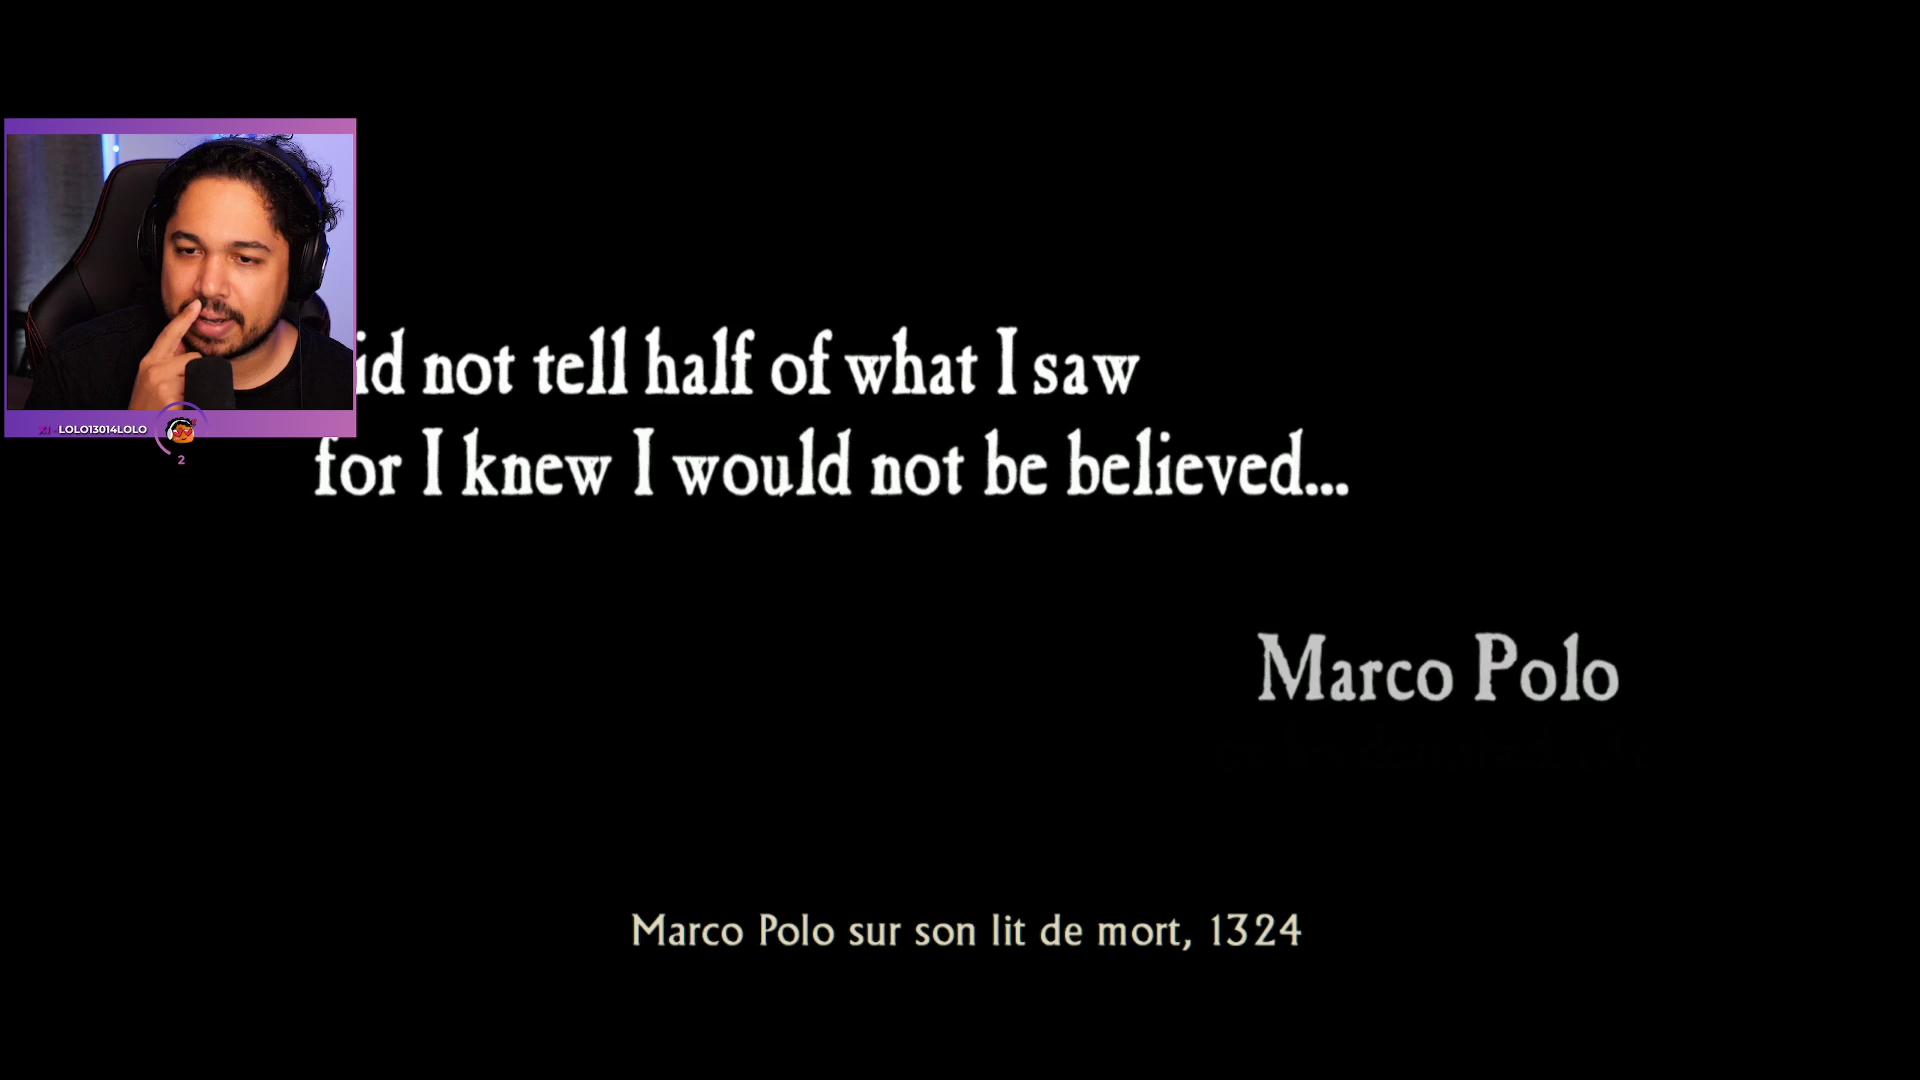 id not tell half of what I saw
for I knew I would not be believed...
X1 - LOLO13014LOLO
2
Marco Polo
Marco Polo sur son lit de mort, 1324